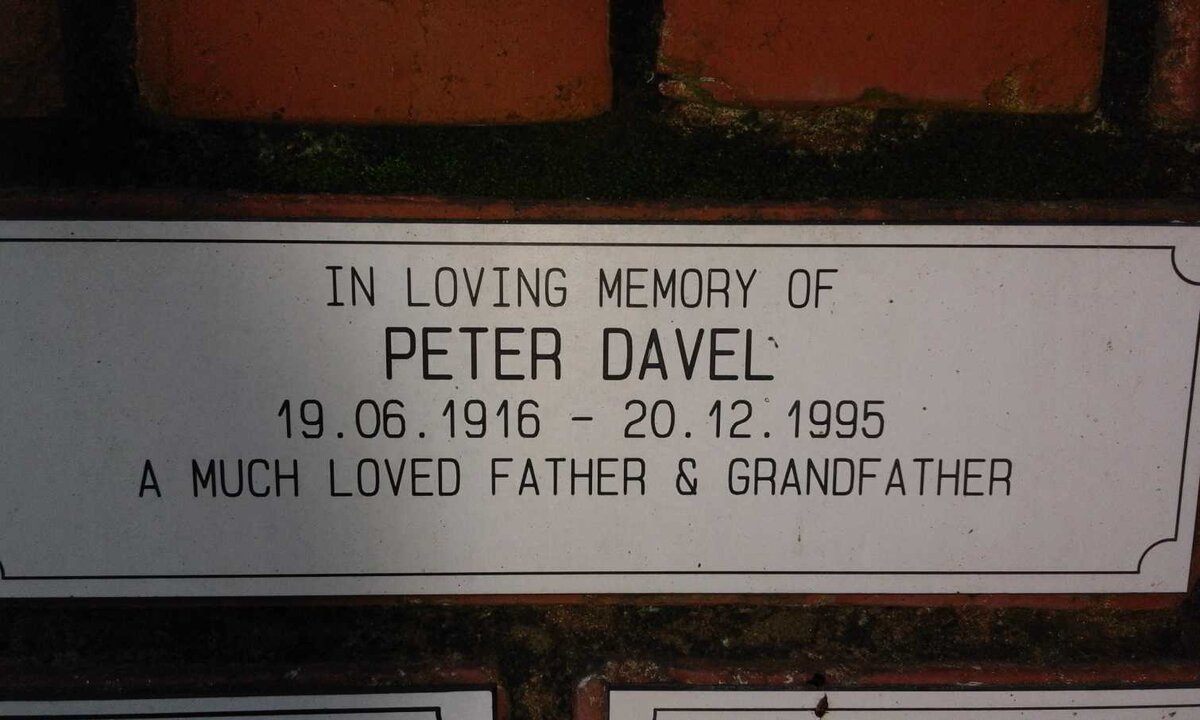 IN LOVING MEMORY OF
PETER DAVEL
19.06.1916 - 20.12.1995
A MUCH LOVED FATHER & GRANDFATHER